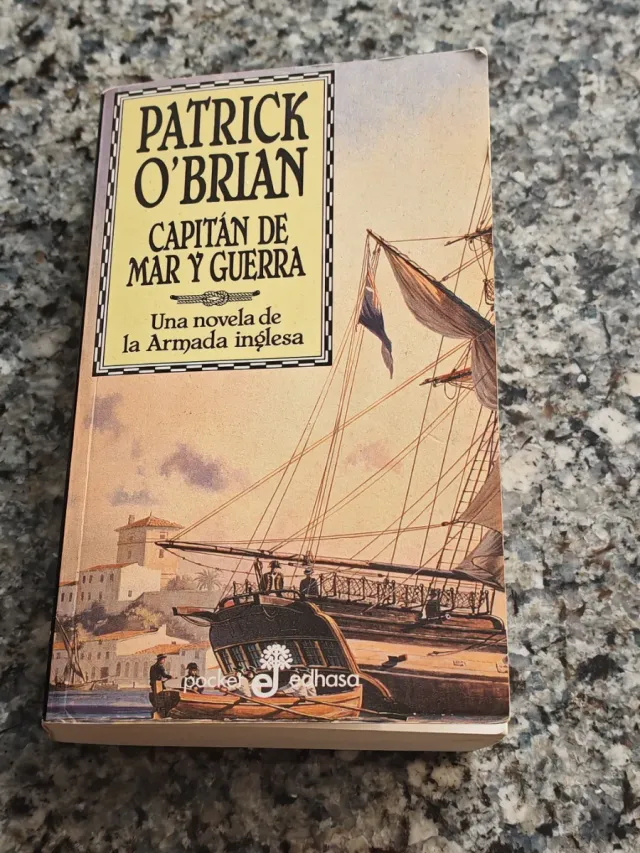 PATRICK
O'BRIAN
CAPITÁN DE
MAR Y GUERRA
Una novela de
la Armada inglesa
pocket edhasa